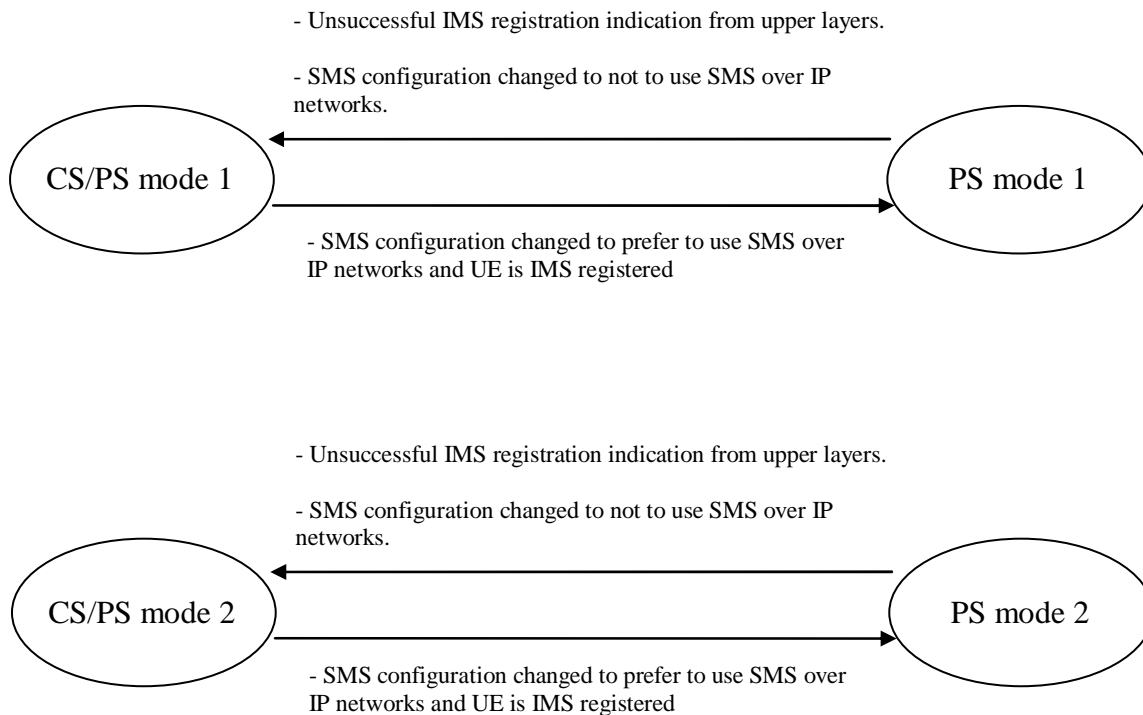 - Unsuccessful IMS registration indication from upper layers.
- SMS configuration changed to not to use SMS over IP
networks.
CS/PS mode 1
PS mode 1
- SMS configuration changed to prefer to use SMS over
IP networks and UE is IMS registered
- Unsuccessful IMS registration indication from upper layers.
- SMS configuration changed to not to use SMS over IP
networks.
CS/PS mode 2
PS mode 2
- SMS configuration changed to prefer to use SMS over
IP networks and UE is IMS registered